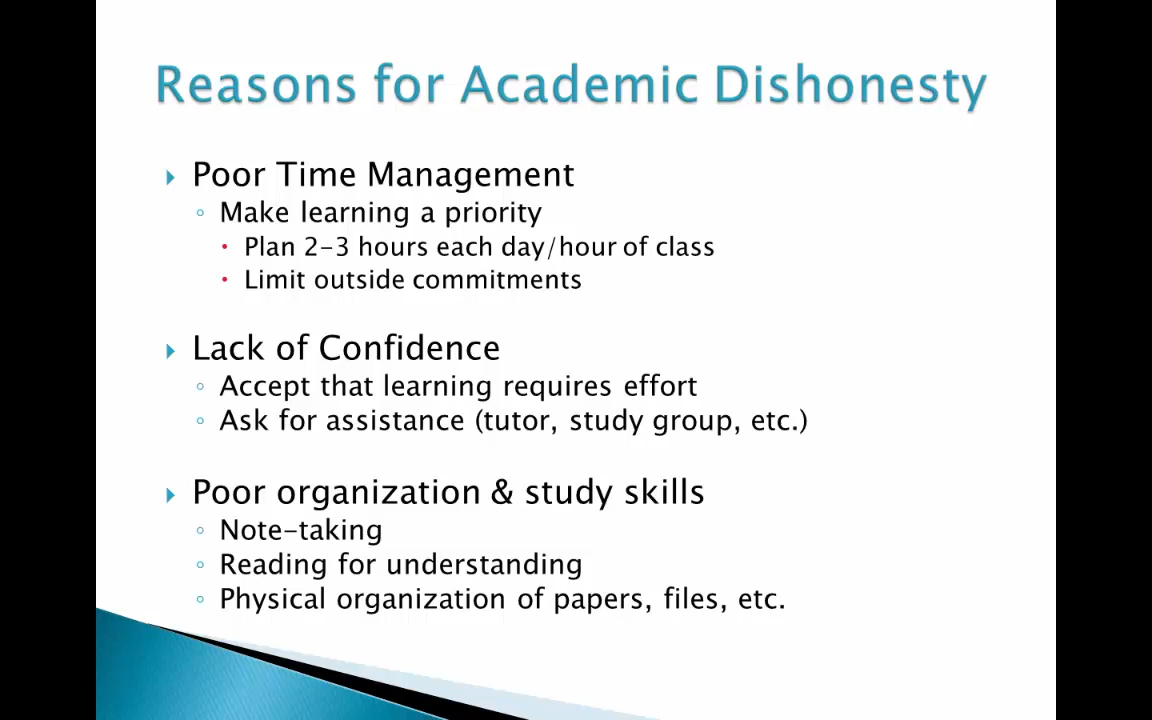 Reasons for Academic Dishonesty
Poor Time Management
Make learning a priority
Plan 2-3 hours each day/hour of class
Limit outside commitments
Lack of Confidence
Accept that learning requires effort
Ask for assistance (tutor, study group, etc.)
Poor organization & study skills
Note-taking
Reading for understanding
Physical organization of papers, files, etc.